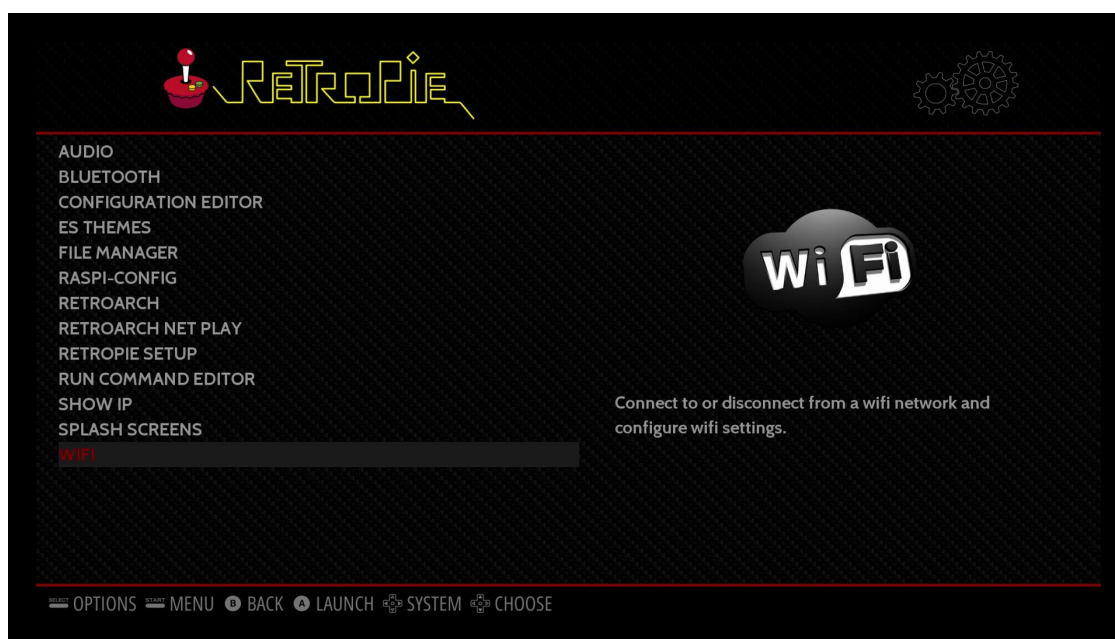 RetroPie
AUDIO
BLUETOOTH
CONFIGURATION EDITOR
ES THEMES
FILE MANAGER
RASPI-CONFIG
RETROARCH
RETROARCH NET PLAY
RETROPIE SETUP
RUN COMMAND EDITOR
SHOW IP
SPLASH SCREENS
WIFI
Wi Fi
Connect to or disconnect from a wifi network and
configure wifi settings.
SELECT OPTIONS START MENU B BACK A LAUNCH SYSTEM CHOOSE